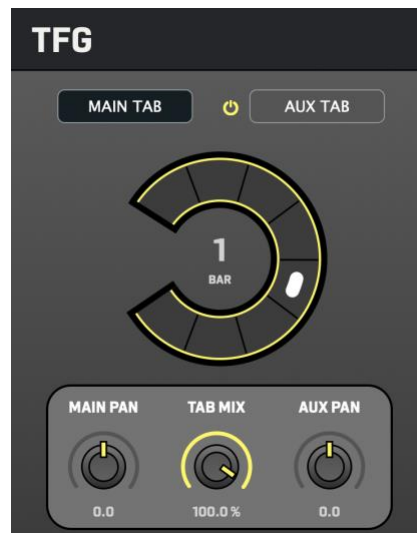 TFG
MAIN TAB
AUX TAB
1
BAR
MAIN PAN TAB MIX AUX PAN
0.0 100.0 % 0.0